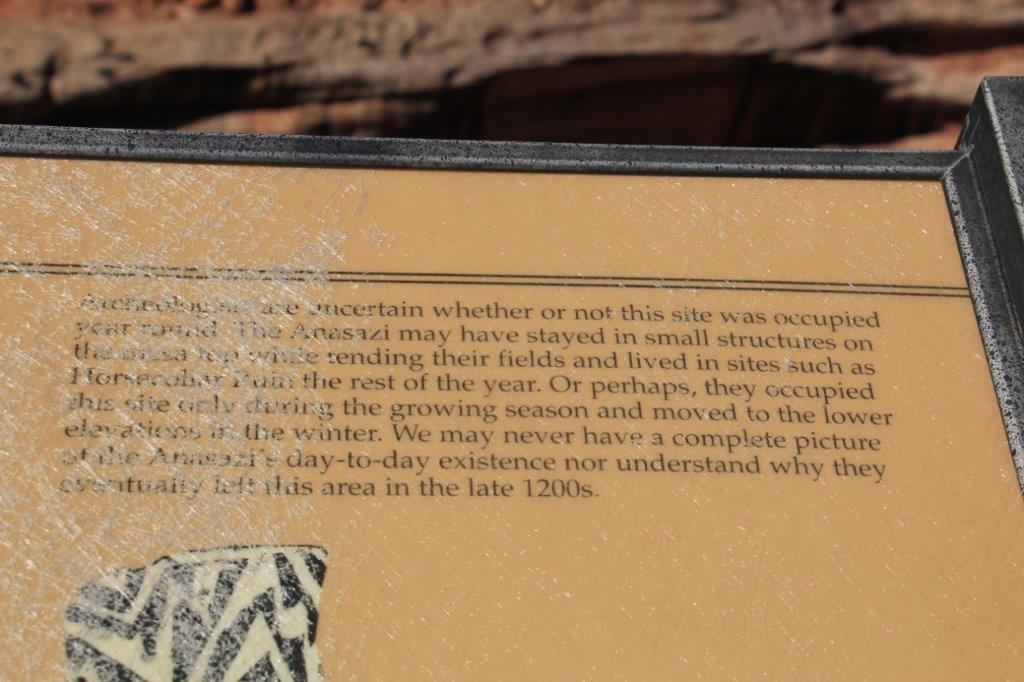 Archeologists are uncertain whether or not this site was occupied
year round. The Anasazi may have stayed in small structures on
the mesa top while tending their fields and lived in sites such as
Horsecollar Ruin the rest of the year. Or perhaps, they occupied
this site only during the growing season and moved to the lower
elevations in the winter. We may never have a complete picture
of the Anasazi's day-to-day existence nor understand why they
eventually left this area in the late 1200s.